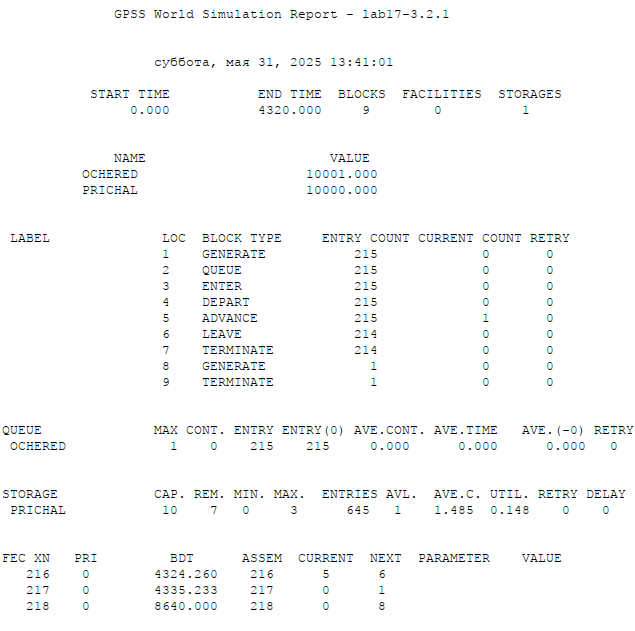 GPSS World Simulation Report - lab17-3.2.1
суббота, мая 31, 2025 13:41:01
START TIME END TIME BLOCKS FACILITIES STORAGES
0.000 4320.000 9 0 1
NAME VALUE
OCHERED 10001.000
PRICHAL 10000.000
LABEL LOC BLOCK TYPE ENTRY COUNT CURRENT COUNT RETRY
1 GENERATE 215 0 0
2 QUEUE 215 0 0
3 ENTER 215 0 0
4 DEPART 215 0 0
5 ADVANCE 215 1 0
6 LEAVE 214 0 0
7 TERMINATE 214 0 0
8 GENERATE 1 0 0
9 TERMINATE 1 0 0
QUEUE MAX CONT. ENTRY ENTRY(0) AVE.CONT. AVE.TIME AVE.(-0) RETRY
OCHERED 1 0 215 215 0.000 0.000 0.000 0
STORAGE CAP. REM. MIN. MAX. ENTRIES AVL. AVE.C. UTIL. RETRY DELAY
PRICHAL 10 7 0 3 645 1 1.485 0.148 0 0
FEC XN PRI BDT ASSEM CURRENT NEXT PARAMETER VALUE
216 0 4324.260 216 5 6
217 0 4335.233 217 0 1
218 0 8640.000 218 0 8